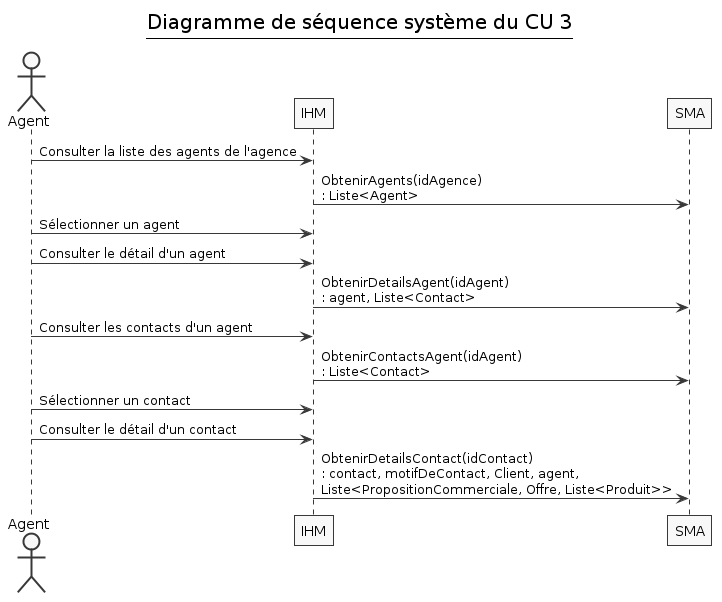 Diagramme de séquence système du CU 3
Agent
IHM
SMA
Consulter la liste des agents de l'agence
ObtenirAgents(idAgence)
: Liste<Agent>
Sélectionner un agent
Consulter le détail d'un agent
ObtenirDetailsAgent(idAgent)
: agent, Liste<Contact>
Consulter les contacts d'un agent
ObtenirContactsAgent(idAgent)
: Liste<Contact>
Sélectionner un contact
Consulter le détail d'un contact
ObtenirDetailsContact(idContact)
: contact, motifDeContact, Client, agent,
Liste<PropositionCommerciale, Offre, Liste<Produit>>
Agent
IHM
SMA